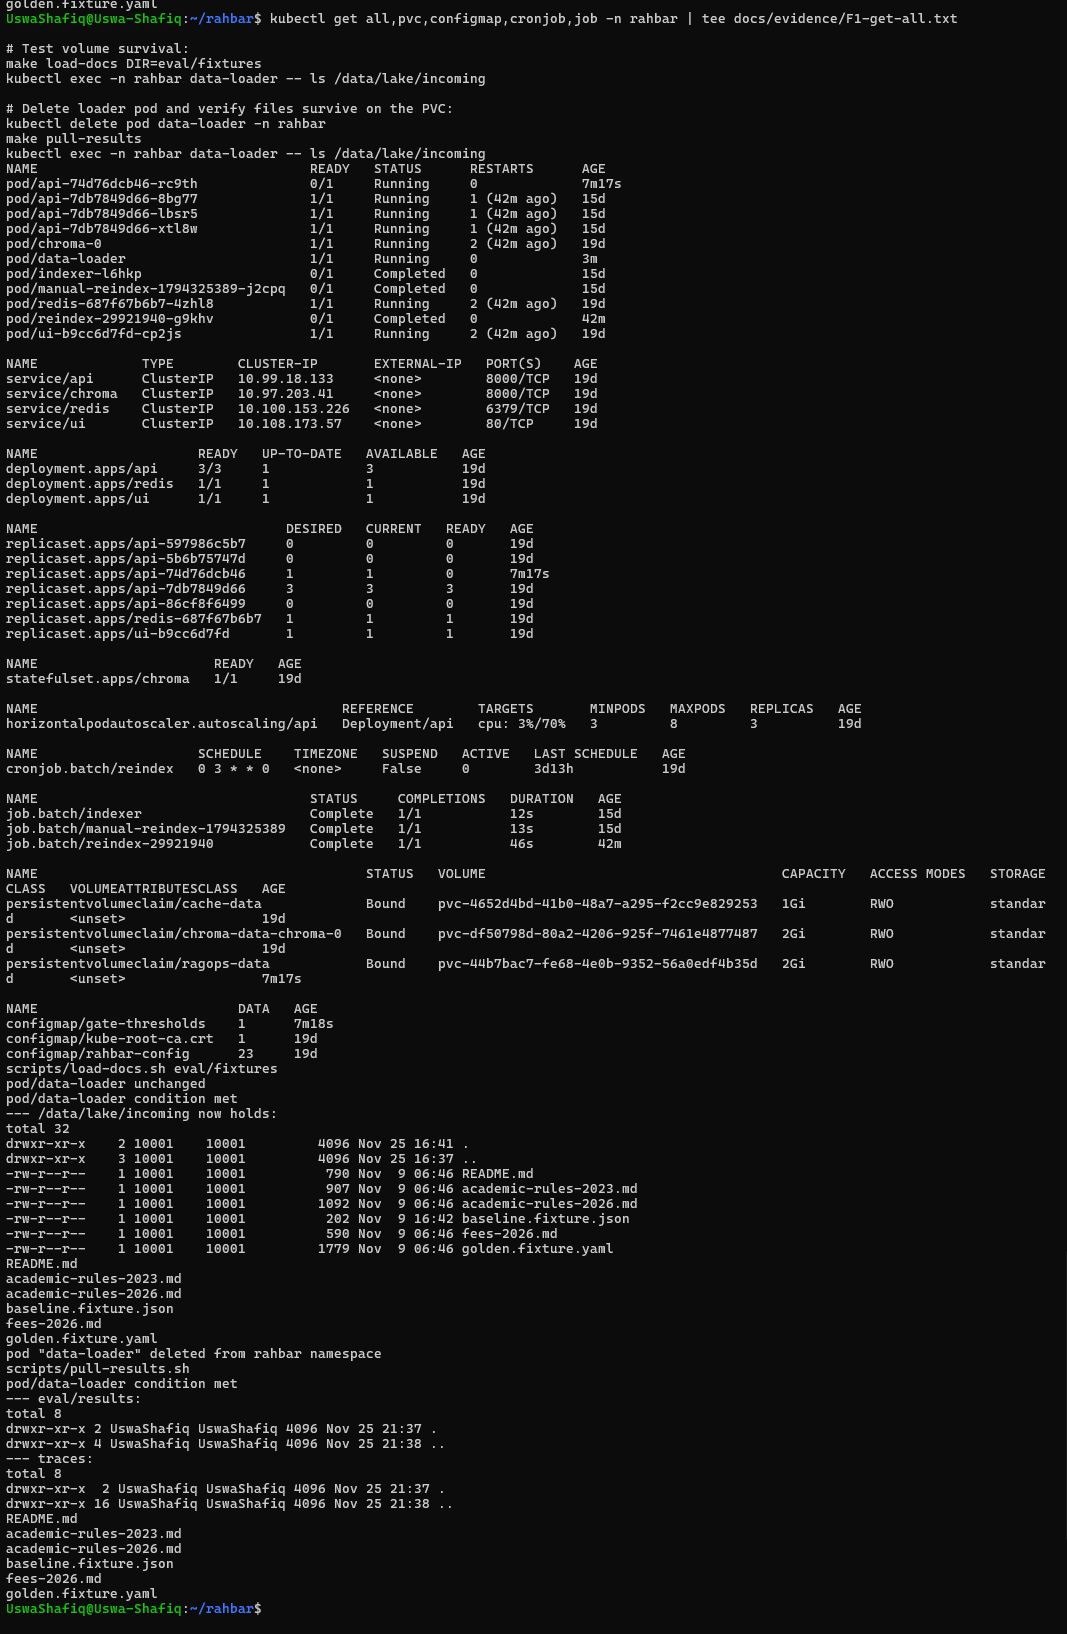 golden.fixture.yaml
UswaShafiq@Uswa-Shafiq:~/rahbar$ kubectl get all,pvc,configmap,cronjob,job -n rahbar | tee docs/evidence/F1-get-all.txt
# Test volume survival:
make load-docs DIR=eval/fixtures
kubectl exec -n rahbar data-loader -- ls /data/lake/incoming
# Delete loader pod and verify files survive on the PVC:
kubectl delete pod data-loader -n rahbar
make pull-results
kubectl exec -n rahbar data-loader -- ls /data/lake/incoming
NAME READY STATUS RESTARTS AGE
pod/api-74d76dcb46-rc9th 0/1 Running 0 7m17s
pod/api-7db7849d66-8bg77 1/1 Running 1 (42m ago) 15d
pod/api-7db7849d66-lbsr5 1/1 Running 1 (42m ago) 15d
pod/api-7db7849d66-xtl8w 1/1 Running 1 (42m ago) 15d
pod/chroma-0 1/1 Running 2 (42m ago) 19d
pod/data-loader 1/1 Running 0 3m
pod/indexer-l6hkp 0/1 Completed 0 15d
pod/manual-reindex-1794325389-j2cpq 0/1 Completed 0 15d
pod/redis-687f67b6b7-4zhl8 1/1 Running 2 (42m ago) 19d
pod/reindex-29921940-g9khv 0/1 Completed 0 42m
pod/ui-b9cc6d7fd-cp2js 1/1 Running 2 (42m ago) 19d
NAME TYPE CLUSTER-IP EXTERNAL-IP PORT(S) AGE
service/api ClusterIP 10.99.18.133 <none> 8000/TCP 19d
service/chroma ClusterIP 10.97.203.41 <none> 8000/TCP 19d
service/redis ClusterIP 10.100.153.226 <none> 6379/TCP 19d
service/ui ClusterIP 10.108.173.57 <none> 80/TCP 19d
NAME READY UP-TO-DATE AVAILABLE AGE
deployment.apps/api 3/3 1 3 19d
deployment.apps/redis 1/1 1 1 19d
deployment.apps/ui 1/1 1 1 19d
NAME DESIRED CURRENT READY AGE
replicaset.apps/api-597986c5b7 0 0 0 19d
replicaset.apps/api-5b6b75747d 0 0 0 19d
replicaset.apps/api-74d76dcb46 1 1 0 7m17s
replicaset.apps/api-7db7849d66 3 3 3 19d
replicaset.apps/api-86cf8f6499 0 0 0 19d
replicaset.apps/redis-687f67b6b7 1 1 1 19d
replicaset.apps/ui-b9cc6d7fd 1 1 1 19d
NAME READY AGE
statefulset.apps/chroma 1/1 19d
NAME REFERENCE TARGETS MINPODS MAXPODS REPLICAS AGE
horizontalpodautoscaler.autoscaling/api Deployment/api cpu: 3%/70% 3 8 3 19d
NAME SCHEDULE TIMEZONE SUSPEND ACTIVE LAST SCHEDULE AGE
cronjob.batch/reindex 0 3 * * 0 <none> False 0 3d13h 19d
NAME STATUS COMPLETIONS DURATION AGE
job.batch/indexer Complete 1/1 12s 15d
job.batch/manual-reindex-1794325389 Complete 1/1 13s 15d
job.batch/reindex-29921940 Complete 1/1 46s 42m
NAME STATUS VOLUME CAPACITY ACCESS MODES STORAGE
CLASS VOLUMEATTRIBUTESCLASS AGE
persistentvolumeclaim/cache-data Bound pvc-4652d4bd-41b0-48a7-a295-f2cc9e829253 1Gi RWO standar
d <unset> 19d
persistentvolumeclaim/chroma-data-chroma-0 Bound pvc-df50798d-80a2-4206-925f-7461e4877487 2Gi RWO standar
d <unset> 19d
persistentvolumeclaim/ragops-data Bound pvc-44b7bac7-fe68-4e0b-9352-56a0edf4b35d 2Gi RWO standar
d <unset> 7m17s
NAME DATA AGE
configmap/gate-thresholds 1 7m18s
configmap/kube-root-ca.crt 1 19d
configmap/rahbar-config 23 19d
scripts/load-docs.sh eval/fixtures
pod/data-loader unchanged
pod/data-loader condition met
--- /data/lake/incoming now holds:
total 32
drwxr-xr-x 2 10001 10001 4096 Nov 25 16:41 .
drwxr-xr-x 3 10001 10001 4096 Nov 25 16:37 ..
-rw-r--r-- 1 10001 10001 790 Nov 9 06:46 README.md
-rw-r--r-- 1 10001 10001 907 Nov 9 06:46 academic-rules-2023.md
-rw-r--r-- 1 10001 10001 1092 Nov 9 06:46 academic-rules-2026.md
-rw-r--r-- 1 10001 10001 202 Nov 9 16:42 baseline.fixture.json
-rw-r--r-- 1 10001 10001 590 Nov 9 06:46 fees-2026.md
-rw-r--r-- 1 10001 10001 1779 Nov 9 06:46 golden.fixture.yaml
README.md
academic-rules-2023.md
academic-rules-2026.md
baseline.fixture.json
fees-2026.md
golden.fixture.yaml
pod "data-loader" deleted from rahbar namespace
scripts/pull-results.sh
pod/data-loader condition met
--- eval/results:
total 8
drwxr-xr-x 2 UswaShafiq UswaShafiq 4096 Nov 25 21:37 .
drwxr-xr-x 4 UswaShafiq UswaShafiq 4096 Nov 25 21:38 ..
--- traces:
total 8
drwxr-xr-x 2 UswaShafiq UswaShafiq 4096 Nov 25 21:37 .
drwxr-xr-x 16 UswaShafiq UswaShafiq 4096 Nov 25 21:38 ..
README.md
academic-rules-2023.md
academic-rules-2026.md
baseline.fixture.json
fees-2026.md
golden.fixture.yaml
UswaShafiq@Uswa-Shafiq:~/rahbar$